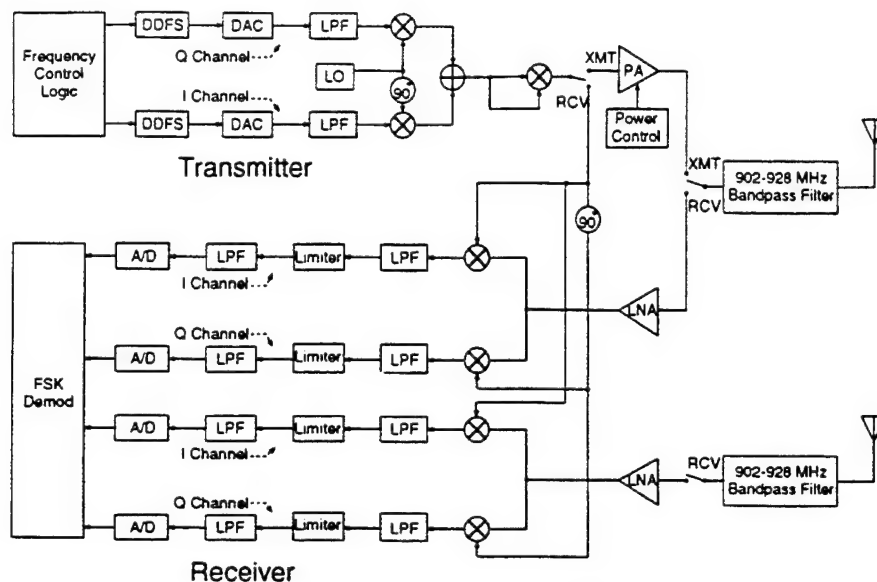 Frequency
Control
Logic
DDFS
DAC
LPF
Q Channel
LO
90°
I Channel
DDFS
DAC
LPF
Transmitter
XMT
RCV
PA
Power
Control
XMT
RCV
902-928 MHz
Bandpass Filter
90°
FSK
Demod
A/D
LPF
Limiter
LPF
I Channel
LNA
Q Channel
A/D
LPF
Limiter
LPF
A/D
LPF
Limiter
LPF
I Channel
LNA
RCV
902-928 MHz
Bandpass Filter
Q Channel
A/D
LPF
Limiter
LPF
Receiver